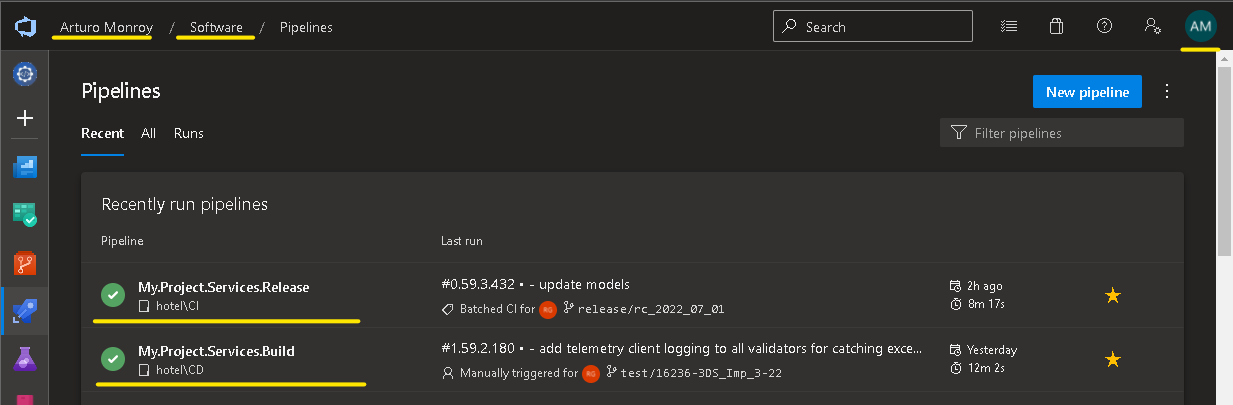 Arturo Monroy / Software / Pipelines
Search
AM
Pipelines
New pipeline
Recent All Runs
Filter pipelines
Recently run pipelines
Pipeline Last run
My.Project.Services.Release
hotel\CI
#0.59.3.432 • - update models
Batched CI for RG release/rc_2022_07_01
2h ago
8m 17s
My.Project.Services.Build
hotel\CD
#1.59.2.180 • - add telemetry client logging to all validators for catching exce...
Manually triggered for RG test/16236-3DS_Imp_3-22
Yesterday
12m 2s